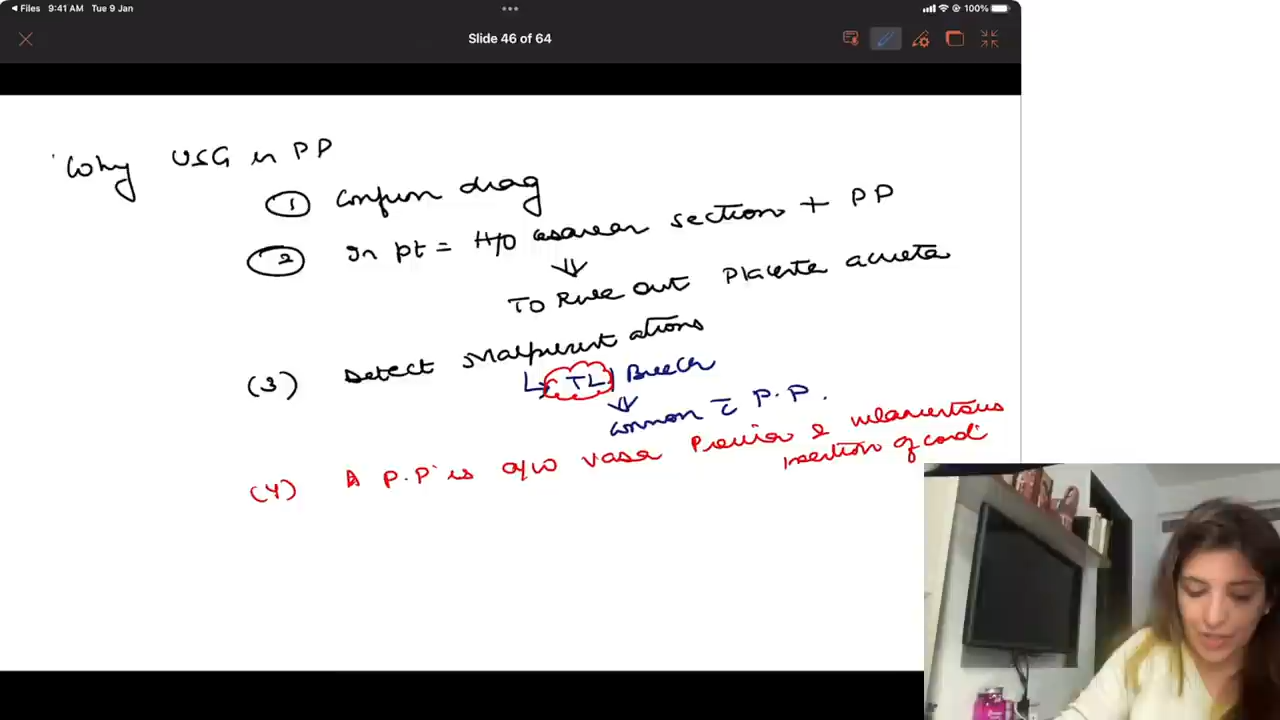 Files 9:41 AM Tue 9 Jan
100%
Slide 46 of 64
Why USG in PP
1 Confirm diag
2 In pt = H/O cesarean section + PP
To Rule out Placenta accreta
(3) Detect Malpresentations
TL / Breech
common c̄ P.P.
(4) A P.P is a/w vasa Previa & velamentous
insertion of cord